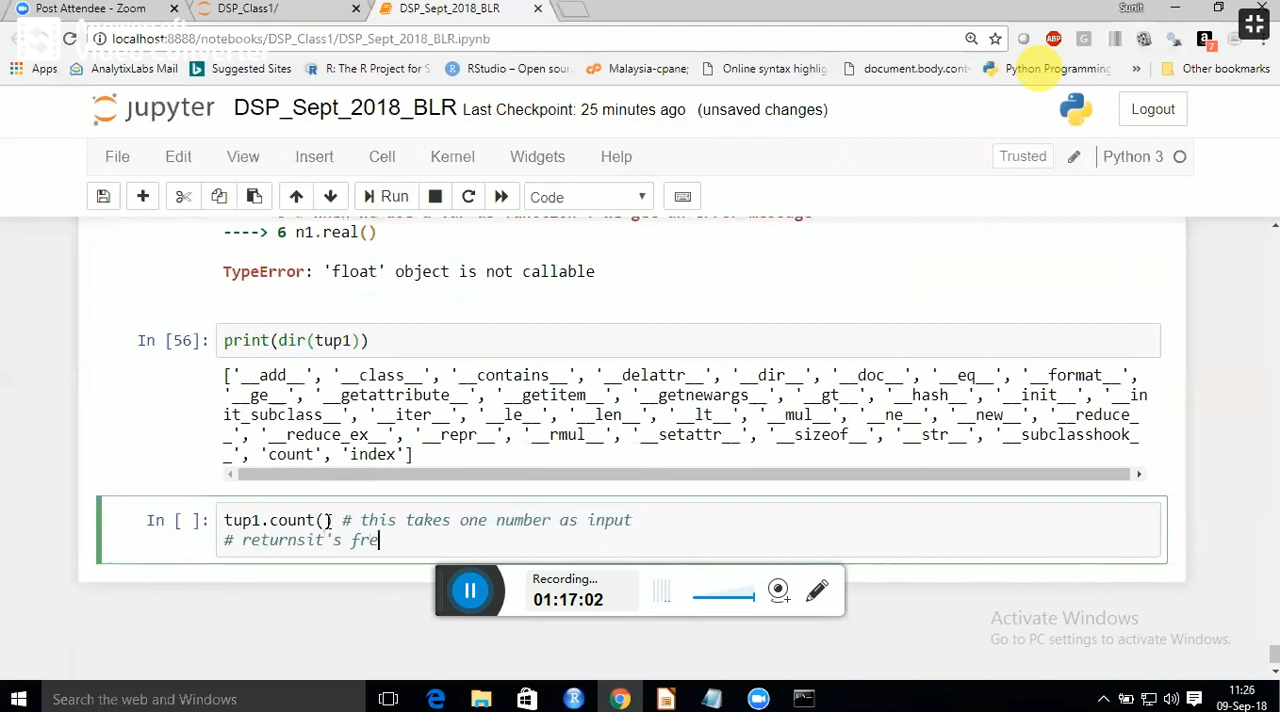 Post Attendee - Zoom
DSP_Class1/
DSP_Sept_2018_BLR
Sunit
localhost:8888/notebooks/DSP_Class1/DSP_Sept_2018_BLR.ipynb
Apps
AnalytixLabs Mail
Suggested Sites
R: The R Project for S
RStudio – Open sour
Malaysia-cpane;
Online syntax highlig
document.body.cont
Python Programming
»
Other bookmarks
jupyter DSP_Sept_2018_BLR Last Checkpoint: 25 minutes ago (unsaved changes)
Logout
File Edit View Insert Cell Kernel Widgets Help
Trusted
Python 3
Run
Code
----> 6 n1.real()
TypeError: 'float' object is not callable
In [56]: print(dir(tup1))
['__add__', '__class__', '__contains__', '__delattr__', '__dir__', '__doc__', '__eq__', '__format__',
'__ge__', '__getattribute__', '__getitem__', '__getnewargs__', '__gt__', '__hash__', '__init__', '__in
it_subclass__', '__iter__', '__le__', '__len__', '__lt__', '__mul__', '__ne__', '__new__', '__reduce_
_', '__reduce_ex__', '__repr__', '__rmul__', '__setattr__', '__sizeof__', '__str__', '__subclasshook_
_', 'count', 'index']
In [ ]: tup1.count() # this takes one number as input
# returnsit's fre
Recording...
01:17:02
Activate Windows
Go to PC settings to activate Windows.
Search the web and Windows
11:26
09-Sep-18